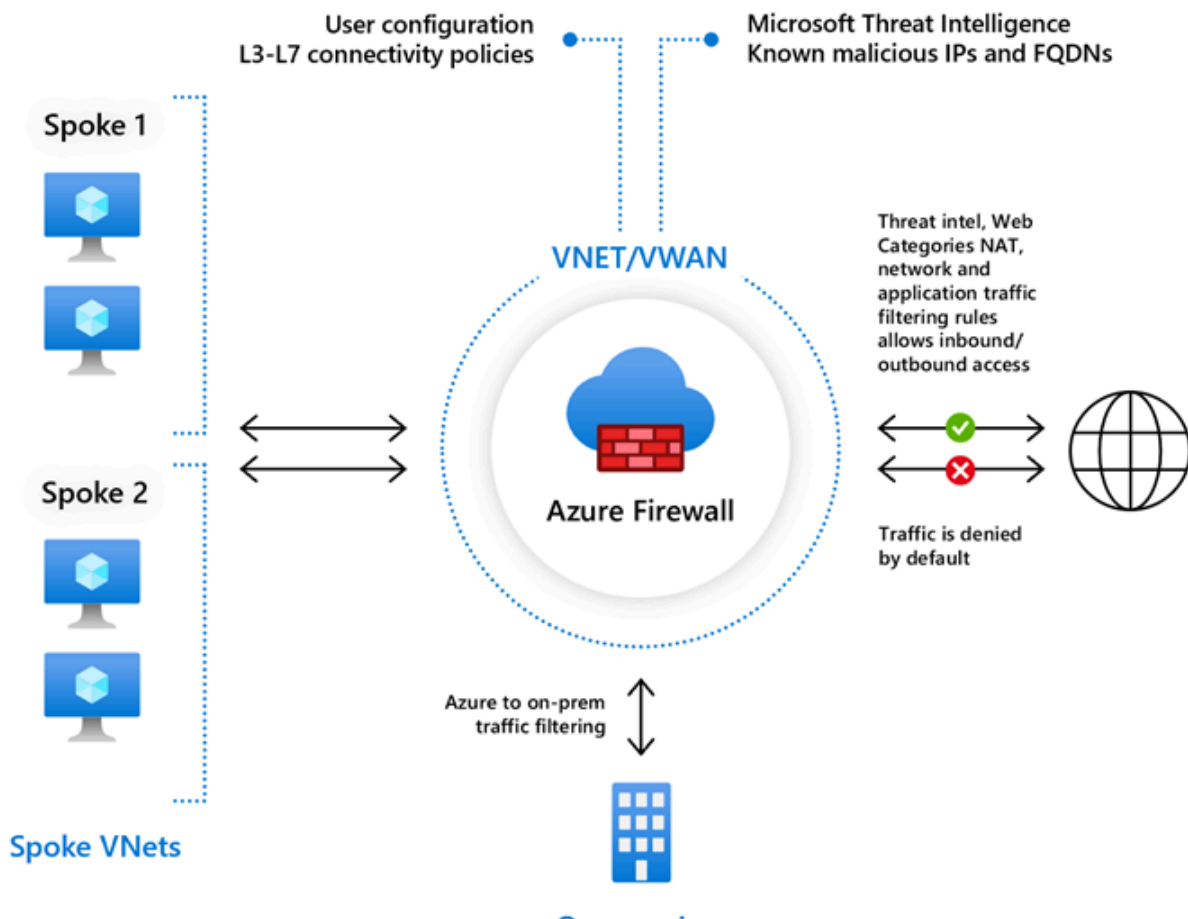 User configuration
L3-L7 connectivity policies
Microsoft Threat Intelligence
Known malicious IPs and FQDNs
Spoke 1
VNET/VWAN
Threat intel, Web
Categories NAT,
network and
application traffic
filtering rules
allows inbound/
outbound access
Spoke 2
Azure Firewall
Traffic is denied
by default
Azure to on-prem
traffic filtering
Spoke VNets